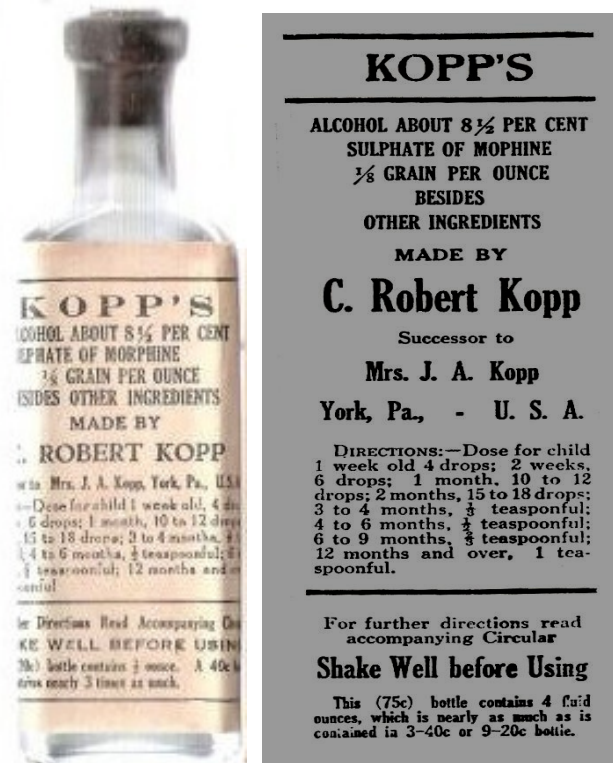 KOPP'S
COHOL ABOUT 8½ PER CENT
LPHATE OF MORPHINE
⅛ GRAIN PER OUNCE
ESIDES OTHER INGREDIENTS
MADE BY
. ROBERT KOPP
to Mrs. J. A. Kopp, York, Pa., U.S.
—Dose for child 1 week old, 4
6 drops; 1 month, 10 to 12
15 to 18 drops; 3 to 4 months,
4 to 6 months, ½ teaspoonful;
teaspoonful; 12 months and
Directions Read Accompanying
KE WELL BEFORE USIN
bottle contains ½ ounce. A 40c
nearly 3 times as much.
KOPP'S
ALCOHOL ABOUT 8½ PER CENT
SULPHATE OF MOPHINE
⅛ GRAIN PER OUNCE
BESIDES
OTHER INGREDIENTS
MADE BY
C. Robert Kopp
Successor to
Mrs. J. A. Kopp
York, Pa., - U. S. A.
DIRECTIONS:—Dose for child
1 week old 4 drops; 2 weeks,
6 drops; 1 month, 10 to 12
drops; 2 months, 15 to 18 drops;
3 to 4 months, ⅓ teaspoonful;
4 to 6 months, ½ teaspoonful;
6 to 9 months, ⅔ teaspoonful;
12 months and over, 1 tea-
spoonful.
For further directions read
accompanying Circular
Shake Well before Using
This (75c) bottle contains 4 fluid
ounces, which is nearly as much as is
contained in 3-40c or 9-20c bottle.